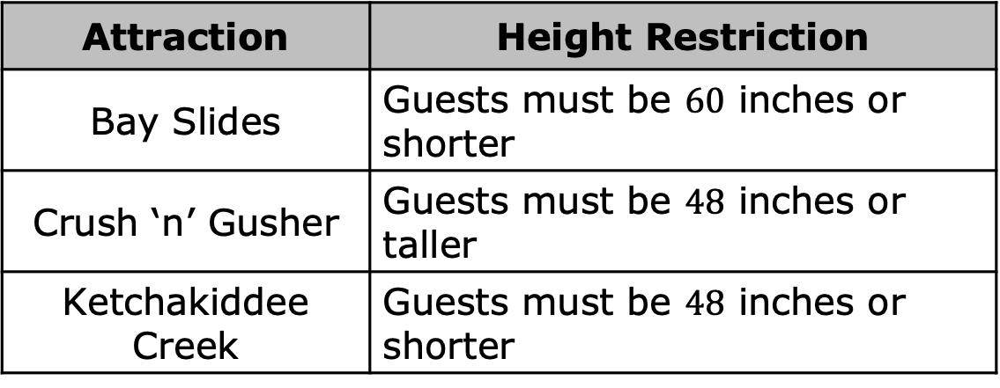 Attraction
Height Restriction
Bay Slides
Guests must be 60 inches or
shorter
Crush ‘n’ Gusher
Guests must be 48 inches or
taller
Ketchakiddee
Creek
Guests must be 48 inches or
shorter